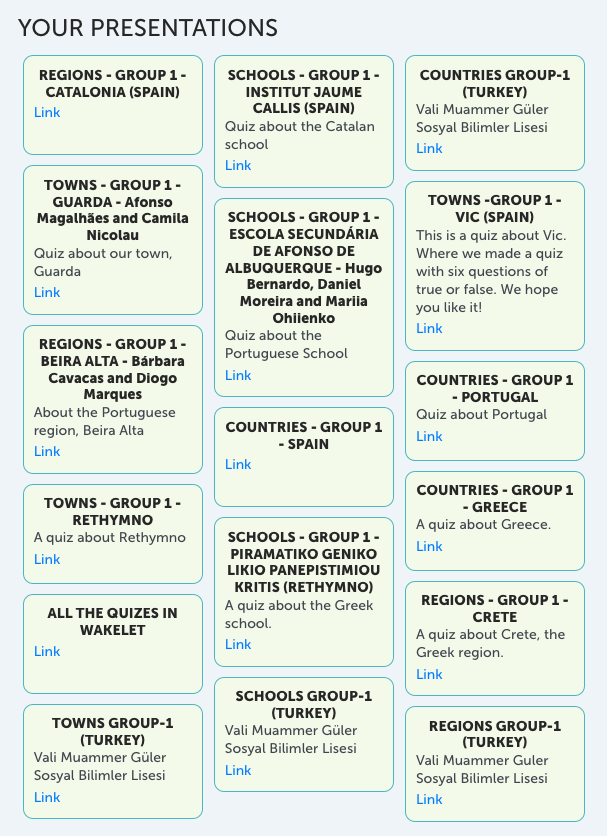 YOUR PRESENTATIONS
REGIONS - GROUP 1 -
CATALONIA (SPAIN)
Link
TOWNS - GROUP 1 -
GUARDA - Afonso
Magalhães and Camila
Nicolau
Quiz about our town,
Guarda
Link
REGIONS - GROUP 1 -
BEIRA ALTA - Bárbara
Cavacas and Diogo
Marques
About the Portuguese
region, Beira Alta
Link
TOWNS - GROUP 1 -
RETHYMNO
A quiz about Rethymno
Link
ALL THE QUIZES IN
WAKELET
Link
TOWNS GROUP-1
(TURKEY)
Vali Muammer Güler
Sosyal Bilimler Lisesi
Link
SCHOOLS - GROUP 1 -
INSTITUT JAUME
CALLIS (SPAIN)
Quiz about the Catalan
school
Link
SCHOOLS - GROUP 1 -
ESCOLA SECUNDÁRIA
DE AFONSO DE
ALBUQUERQUE - Hugo
Bernardo, Daniel
Moreira and Mariia
Ohiienko
Quiz about the
Portuguese School
Link
COUNTRIES - GROUP 1
- SPAIN
Link
SCHOOLS - GROUP 1 -
PIRAMATIKO GENIKO
LIKIO PANEPISTIMIOU
KRITIS (RETHYMNO)
A quiz about the Greek
school.
Link
SCHOOLS GROUP-1
(TURKEY)
Vali Muammer Güler
Sosyal Bilimler Lisesi
Link
COUNTRIES GROUP-1
(TURKEY)
Vali Muammer Güler
Sosyal Bilimler Lisesi
Link
TOWNS -GROUP 1 -
VIC (SPAIN)
This is a quiz about Vic.
Where we made a quiz
with six questions of
true or false. We hope
you like it!
Link
COUNTRIES - GROUP 1
- PORTUGAL
Quiz about Portugal
Link
COUNTRIES - GROUP 1
- GREECE
A quiz about Greece.
Link
REGIONS - GROUP 1 -
CRETE
A quiz about Crete, the
Greek region.
Link
REGIONS GROUP-1
(TURKEY)
Vali Muammer Guler
Sosyal Bilimler Lisesi
Link